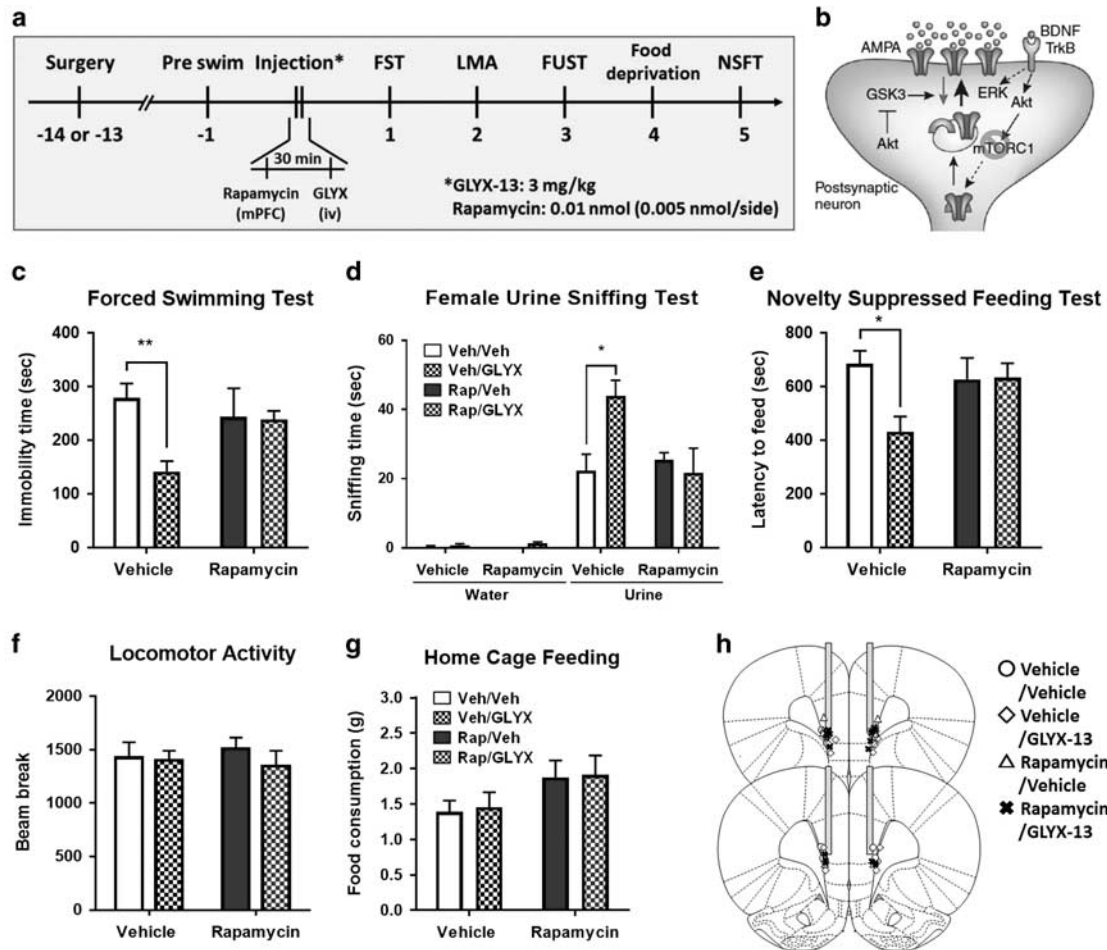 a
Surgery Pre swim Injection* FST LMA FUST Food deprivation NSFT
-14 or -13 -1 1 2 3 4 5
30 min
Rapamycin (mPFC) GLYX (iv)
*GLYX-13: 3 mg/kg
Rapamycin: 0.01 nmol (0.005 nmol/side)
b
BDNF
AMPA TrkB
GSK3 ERK Akt
Akt mTORC1
Postsynaptic
neuron
c
Forced Swimming Test
Immobility time (sec)
400
300
200
100
0
**
Vehicle Rapamycin
d
Female Urine Sniffing Test
Sniffing time (sec)
60
40
20
0
Veh/Veh
Veh/GLYX
Rap/Veh
Rap/GLYX
*
Vehicle Rapamycin Vehicle Rapamycin
Water Urine
e
Novelty Suppressed Feeding Test
Latency to feed (sec)
800
600
400
200
0
*
Vehicle Rapamycin
f
Locomotor Activity
Beam break
2000
1500
1000
500
0
Vehicle Rapamycin
g
Home Cage Feeding
Food consumption (g)
3.0
2.5
2.0
1.5
1.0
0.5
0.0
Veh/Veh
Veh/GLYX
Rap/Veh
Rap/GLYX
Vehicle Rapamycin
h
Vehicle
/Vehicle
Vehicle
/GLYX-13
Rapamycin
/Vehicle
Rapamycin
/GLYX-13